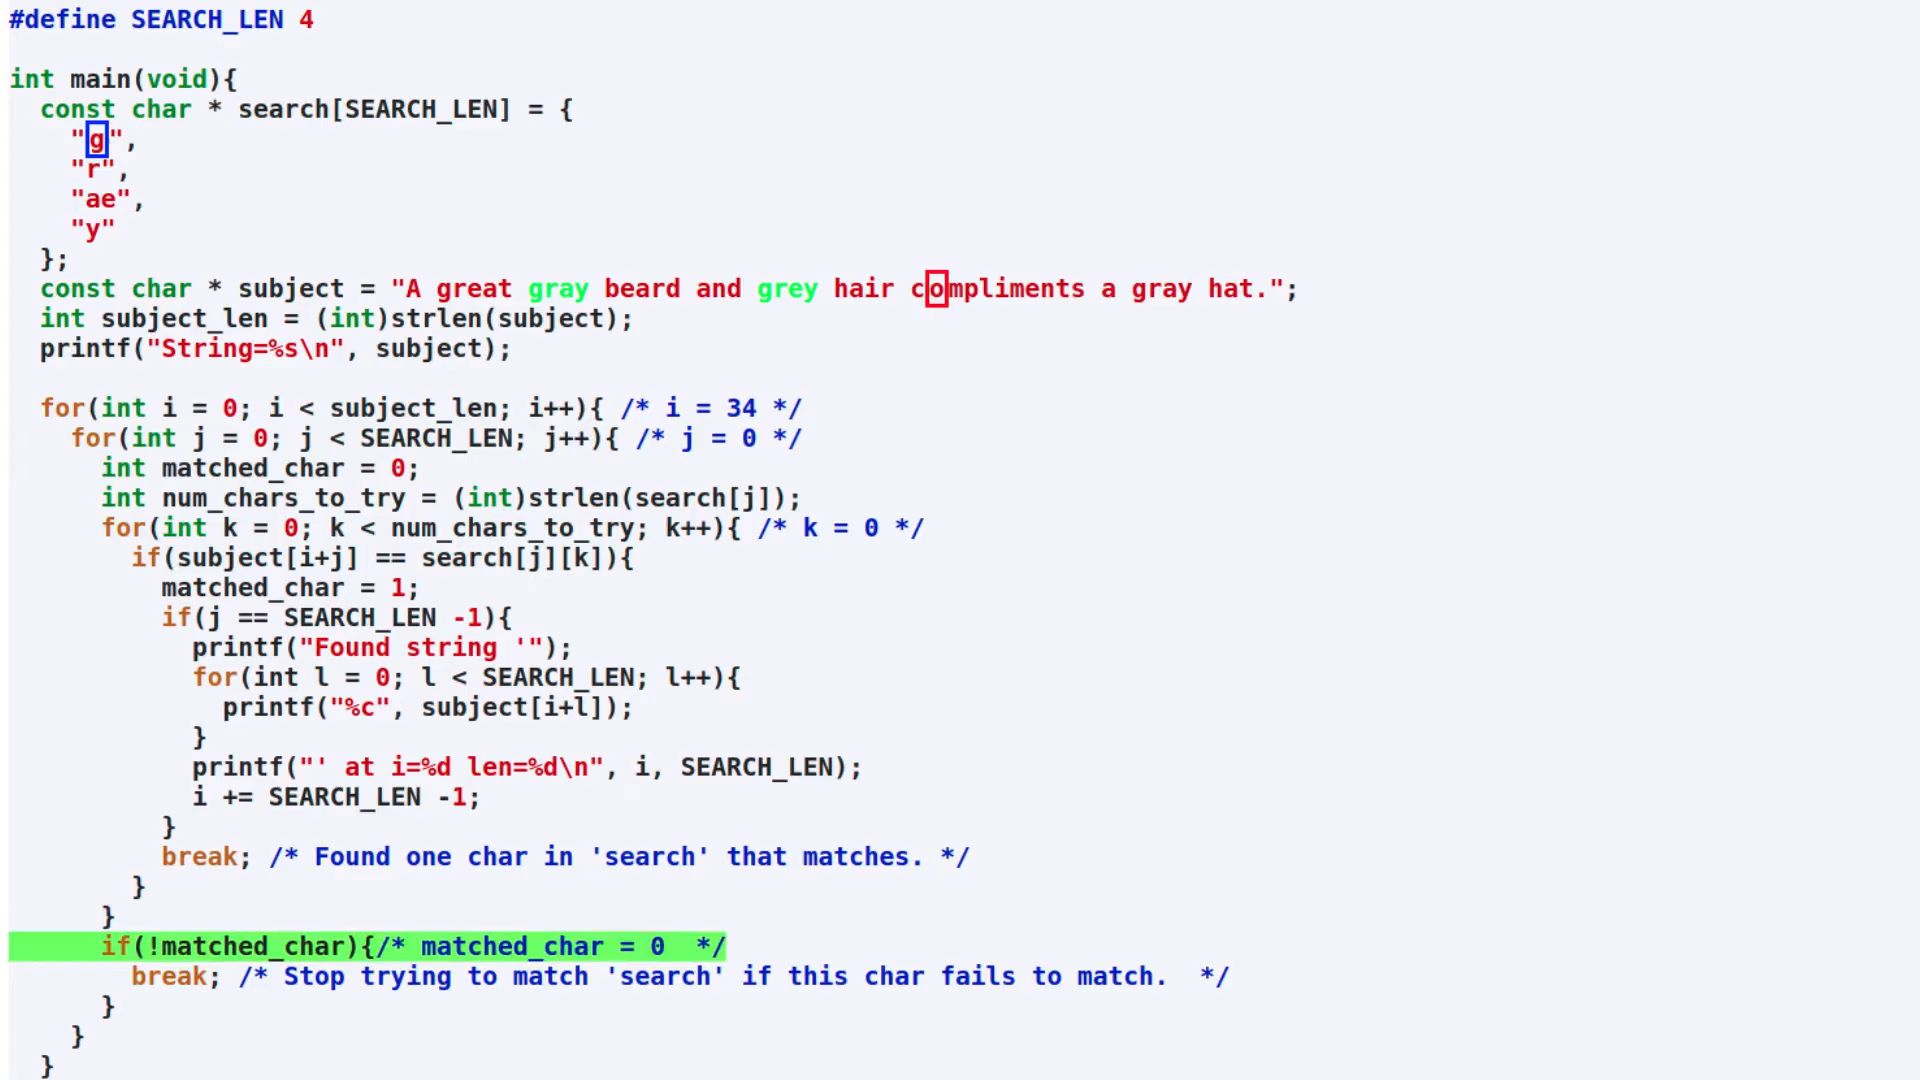 #define SEARCH_LEN 4
int main(void){
  const char * search[SEARCH_LEN] = {
    "g",
    "r",
    "ae",
    "y"
  };
  const char * subject = "A great gray beard and grey hair compliments a gray hat.";
  int subject_len = (int)strlen(subject);
  printf("String=%s\n", subject);
  for(int i = 0; i < subject_len; i++){ /* i = 34 */
    for(int j = 0; j < SEARCH_LEN; j++){ /* j = 0 */
      int matched_char = 0;
      int num_chars_to_try = (int)strlen(search[j]);
      for(int k = 0; k < num_chars_to_try; k++){ /* k = 0 */
        if(subject[i+j] == search[j][k]){
          matched_char = 1;
          if(j == SEARCH_LEN -1){
            printf("Found string '");
            for(int l = 0; l < SEARCH_LEN; l++){
              printf("%c", subject[i+l]);
            }
            printf("' at i=%d len=%d\n", i, SEARCH_LEN);
            i += SEARCH_LEN -1;
          }
          break; /* Found one char in 'search' that matches. */
        }
      }
      if(!matched_char){/* matched_char = 0  */
        break; /* Stop trying to match 'search' if this char fails to match.  */
      }
    }
  }